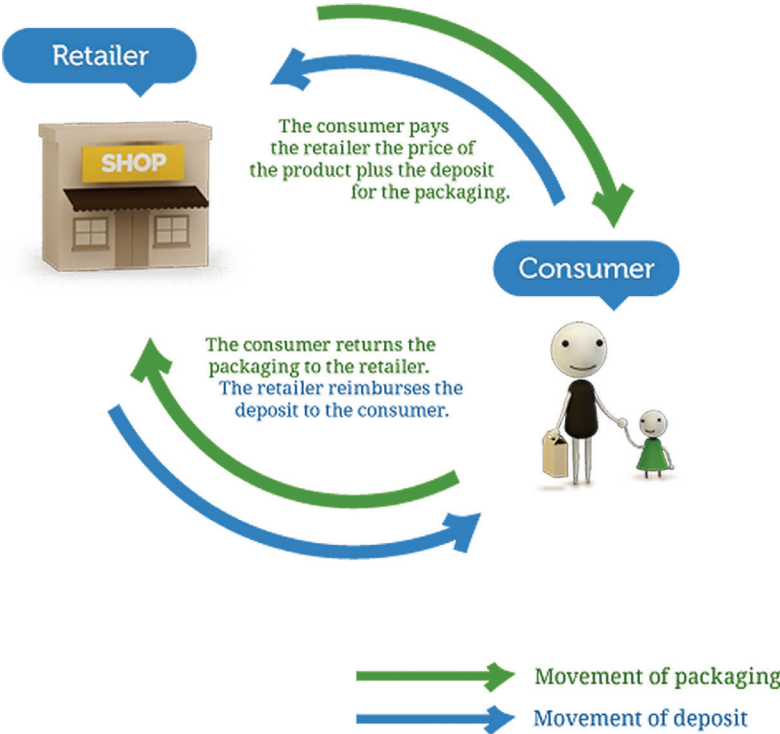 Retailer
SHOP
The consumer pays
the retailer the price of
the product plus the deposit
for the packaging.
Consumer
The consumer returns the
packaging to the retailer.
The retailer reimburses the
deposit to the consumer.
Movement of packaging
Movement of deposit